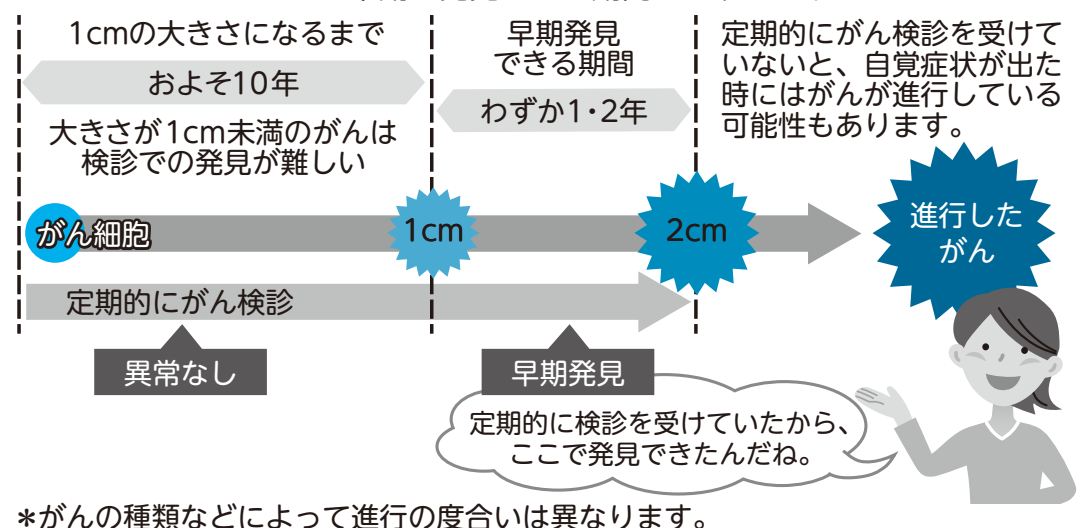 1cmの大きさになるまで
およそ10年
大きさが1cm未満のがんは
検診での発見が難しい
早期発見
できる期間
わずか1・2年
定期的にがん検診を受けて
いないと、自覚症状が出た
時にはがんが進行している
可能性もあります。
がん細胞
1cm
2cm
進行した
がん
定期的にがん検診
異常なし
早期発見
定期的に検診を受けていたから、
ここで発見できたんだね。
*がんの種類などによって進行の度合いは異なります。